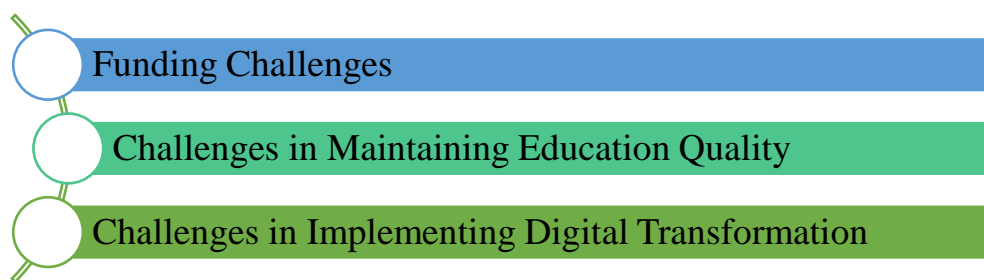 Funding Challenges
Challenges in Maintaining Education Quality
Challenges in Implementing Digital Transformation